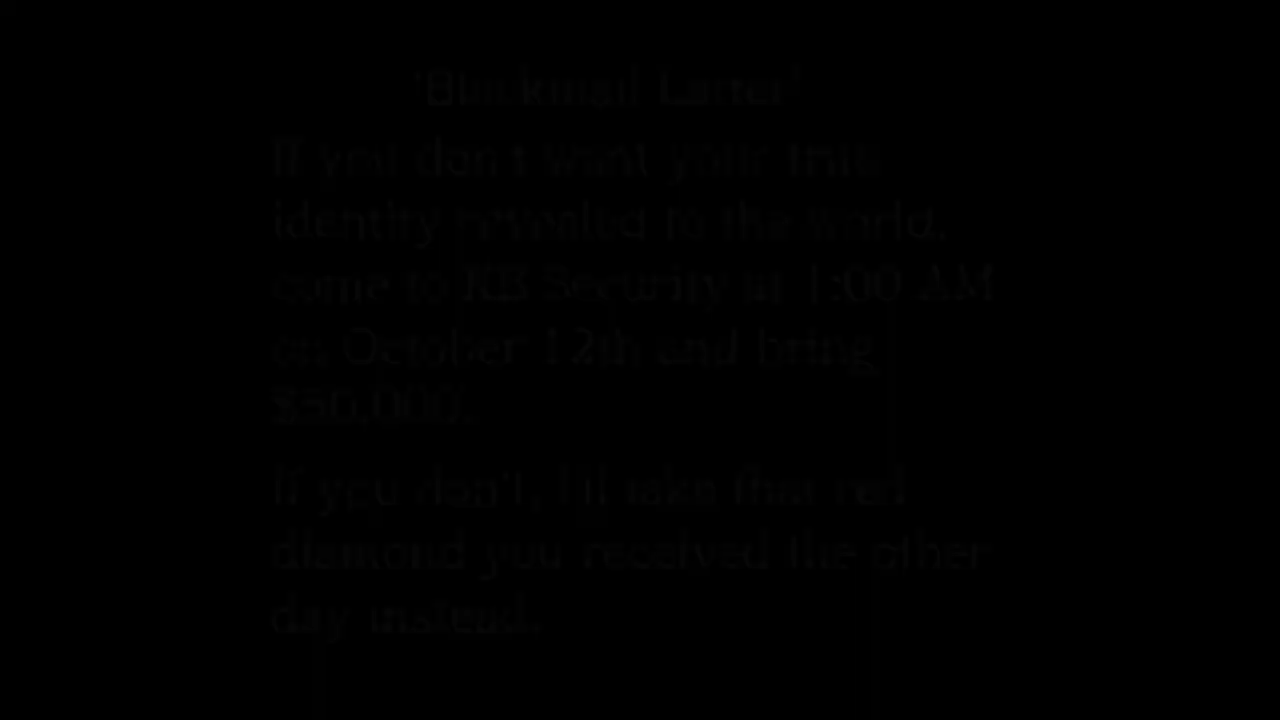 'Blackmail Letter'
If you don't want your true
identity revealed to the world,
come to KB Security at 1:00 AM
on October 12th and bring
$50,000.
If you don't, I'll take that red
diamond you received the other
day instead.